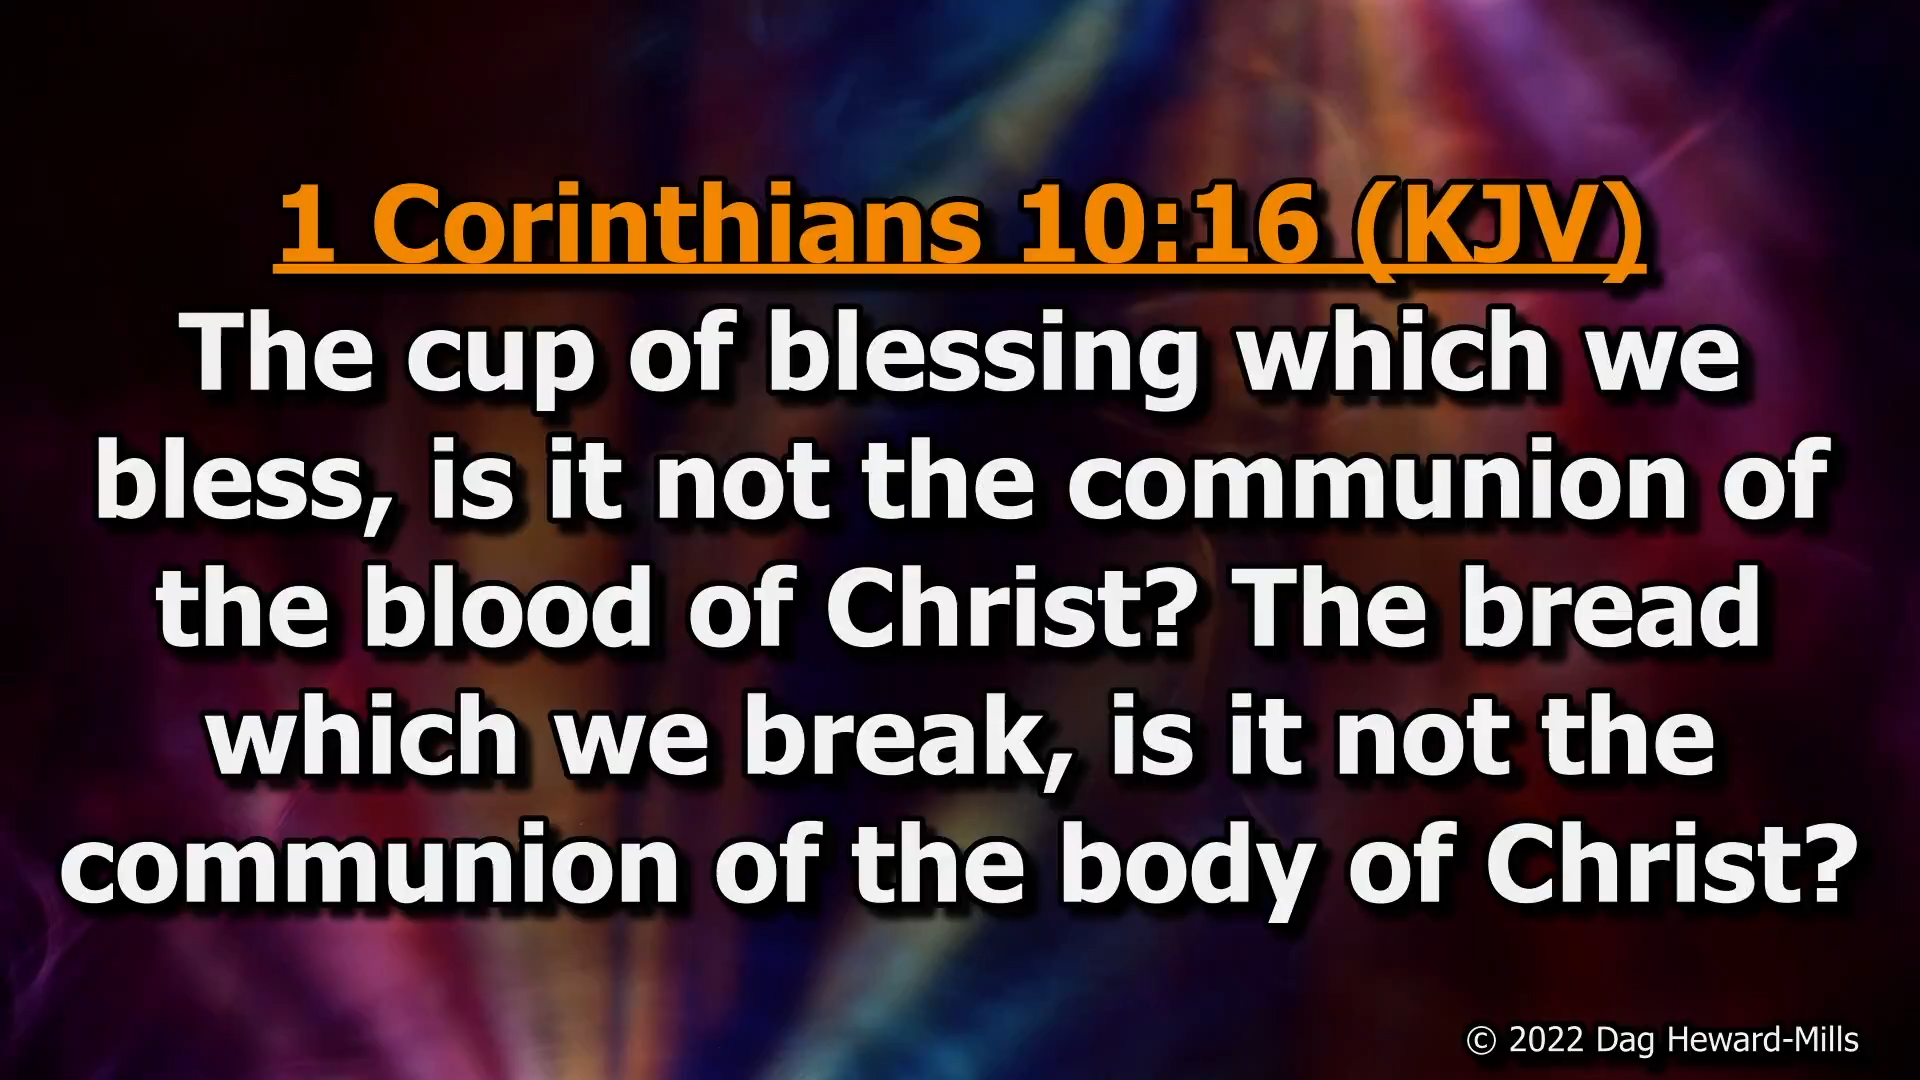 1 Corinthians 10:16 (KJV)
The cup of blessing which we
bless, is it not the communion of
the blood of Christ? The bread
which we break, is it not the
communion of the body of Christ?
© 2022 Dag Heward-Mills